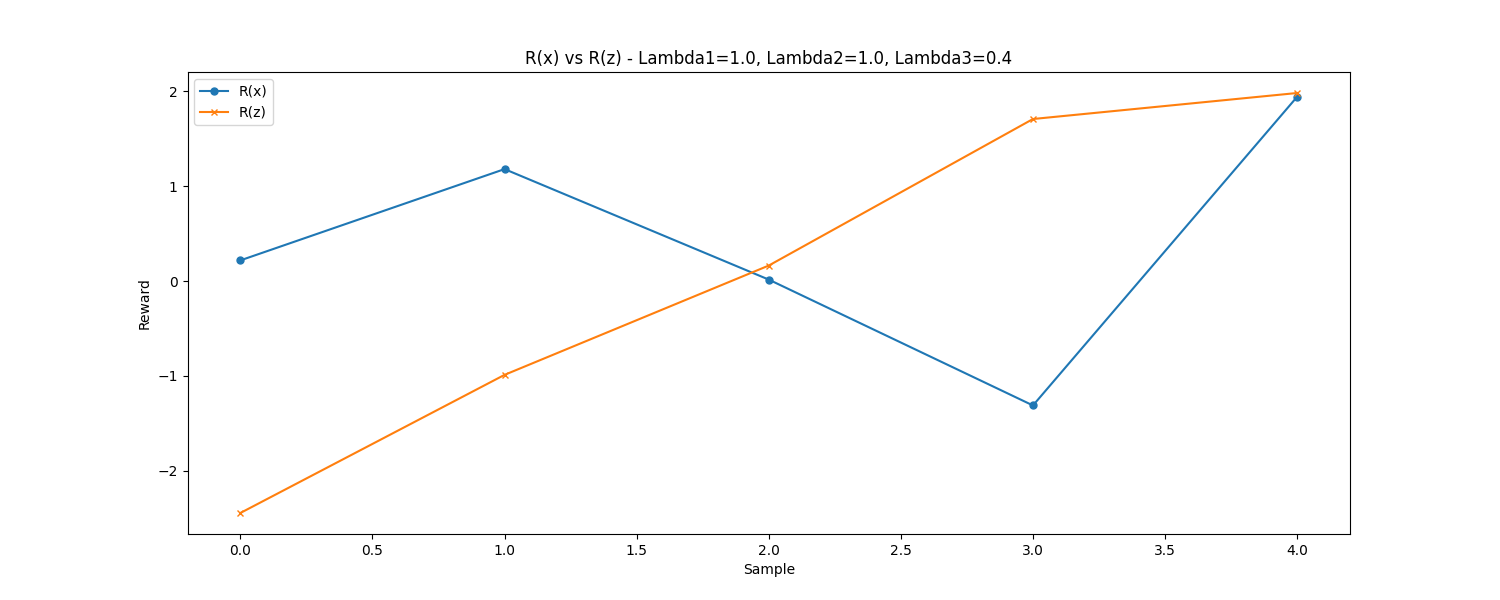 R(x) vs R(z) - Lambda1=1.0, Lambda2=1.0, Lambda3=0.4
R(x)
R(z)
2
1
0
−1
−2
Reward
0.0 0.5 1.0 1.5 2.0 2.5 3.0 3.5 4.0
Sample